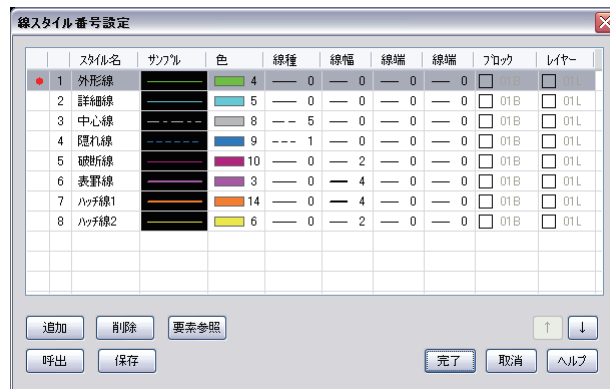 線スタイル番号設定
スタイル名 サンプル 色 線種 線幅 線端 線端 ブロック レイヤー
1 外形線 4 0 0 0 0 01B 01L
2 詳細線 5 0 0 0 0 01B 01L
3 中心線 8 5 0 0 0 01B 01L
4 隠れ線 9 1 0 0 0 01B 01L
5 破断線 10 0 2 0 0 01B 01L
6 表罫線 3 0 4 0 0 01B 01L
7 ハッチ線1 14 0 4 0 0 01B 01L
8 ハッチ線2 6 0 2 0 0 01B 01L
追加 削除 要素参照 ↑ ↓
呼出 保存 完了 取消 ヘルプ